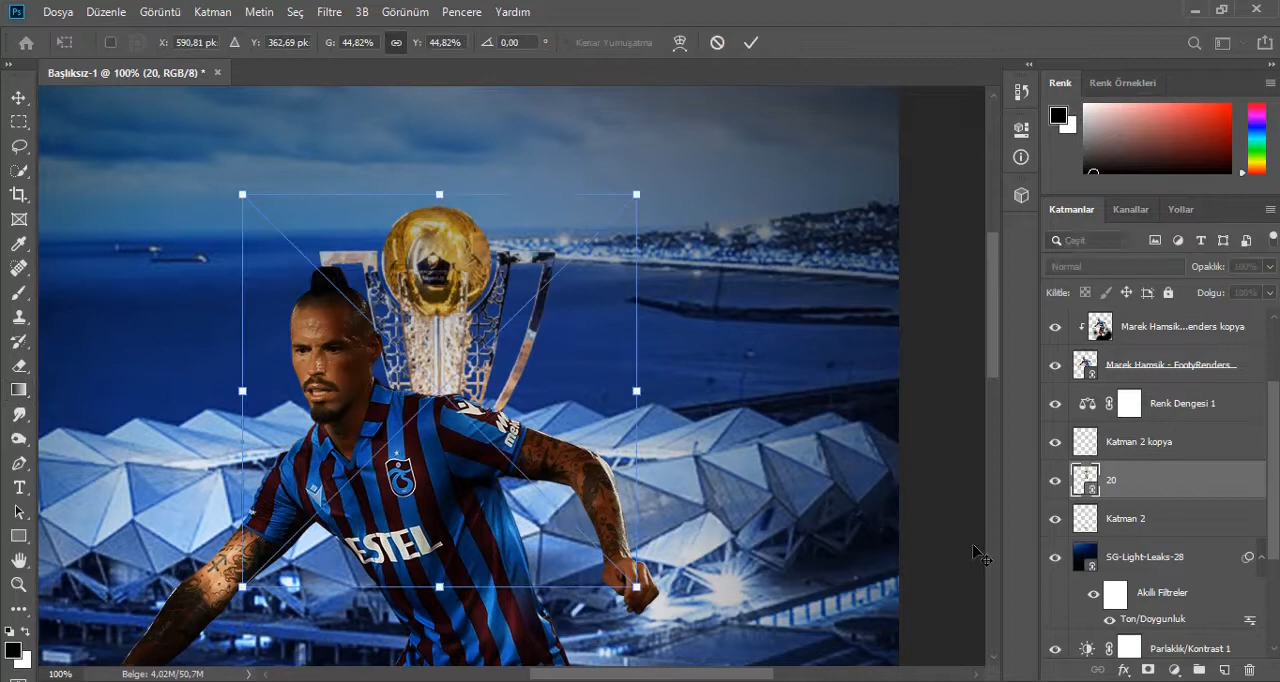 Ps Dosya Düzenle Görüntü Katman Metin Seç Filtre 3B Görünüm Pencere Yardım
X: 590,81 pk Y: 362,69 pk G: 44,82% Y: 44,82% 0,00 ° Kenar Yumuşatma
Başlıksız-1 @ 100% (20, RGB/8) * ×
Renk Renk Örnekleri
Katmanlar Kanallar Yollar
Çeşit
Normal Opaklık: 100%
Kilitle: Dolgu: 100%
Marek Hamsik...enders kopya
Marek Hamsik - FootyRenders...
Renk Dengesi 1
Katman 2 kopya
20
Katman 2
SG-Light-Leaks-28
Akıllı Filtreler
Ton/Doygunluk
Parlaklık/Kontrast 1
ESTEL
100% Belge: 4,02M/50,7M